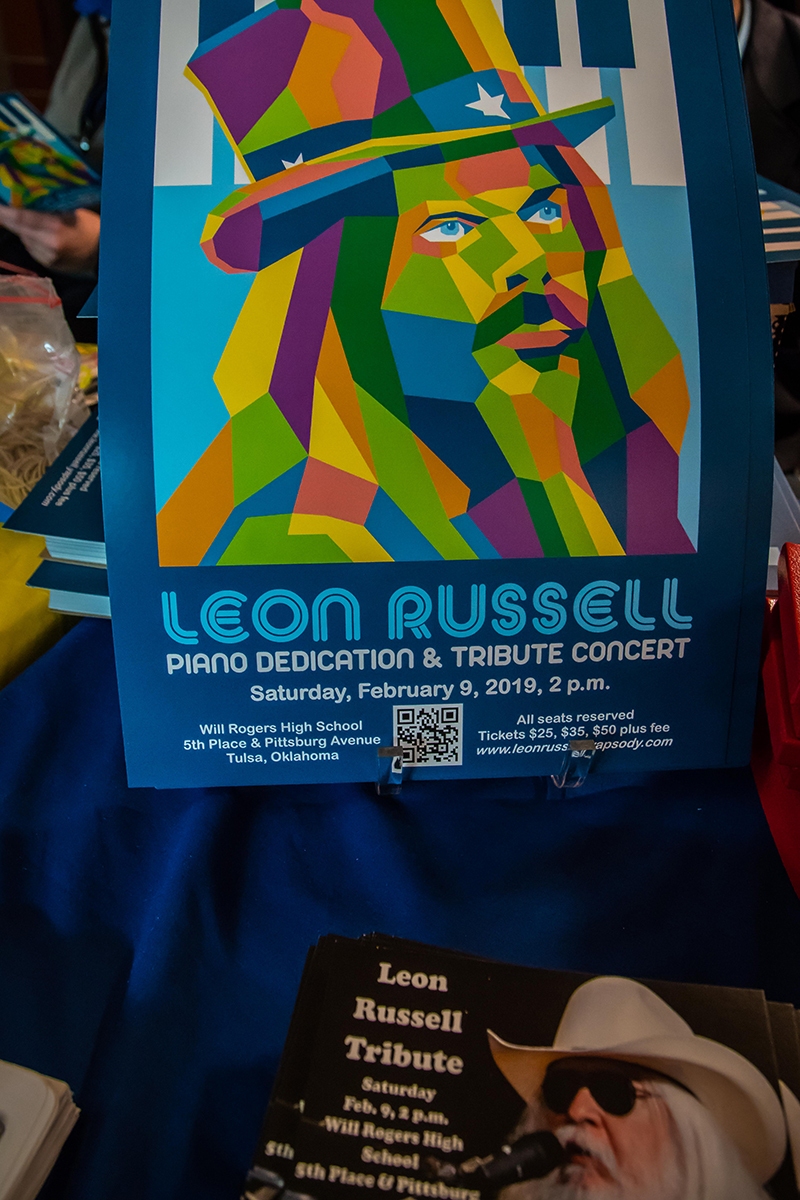 LEON RUSSELL
PIANO DEDICATION & TRIBUTE CONCERT
Saturday, February 9, 2019, 2 p.m.
Will Rogers High School
5th Place & Pittsburg Avenue
Tulsa, Oklahoma
All seats reserved
Tickets $25, $35, $50 plus fee
Leon
Russell
Tribute
Saturday
Feb. 9, 2 p.m.
Will Rogers High
School
5th Place & Pittsburg
5th